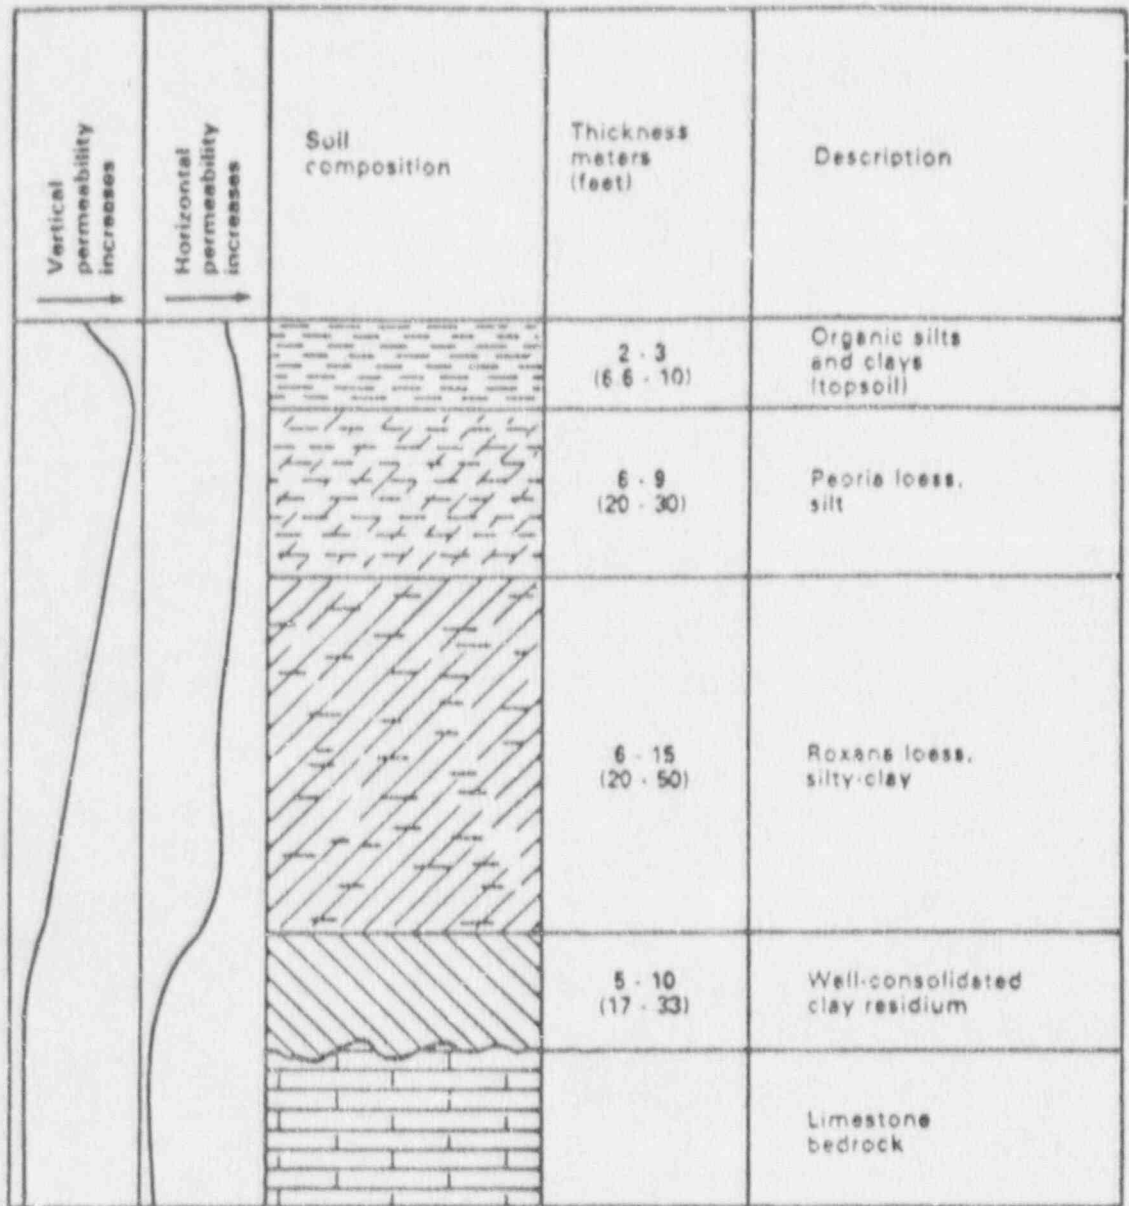 Vertical
permeability
increases
Horizontal
permeability
increases
Soil
composition
Thickness
meters
(feet)
Description
2 - 3
(6.6 - 10)
Organic silts
and clays
(topsoil)
6 - 9
(20 - 30)
Peoria loess,
silt
6 - 15
(20 - 50)
Roxana loess,
silty-clay
5 - 10
(17 - 33)
Well-consolidated
clay residium
Limestone
bedrock